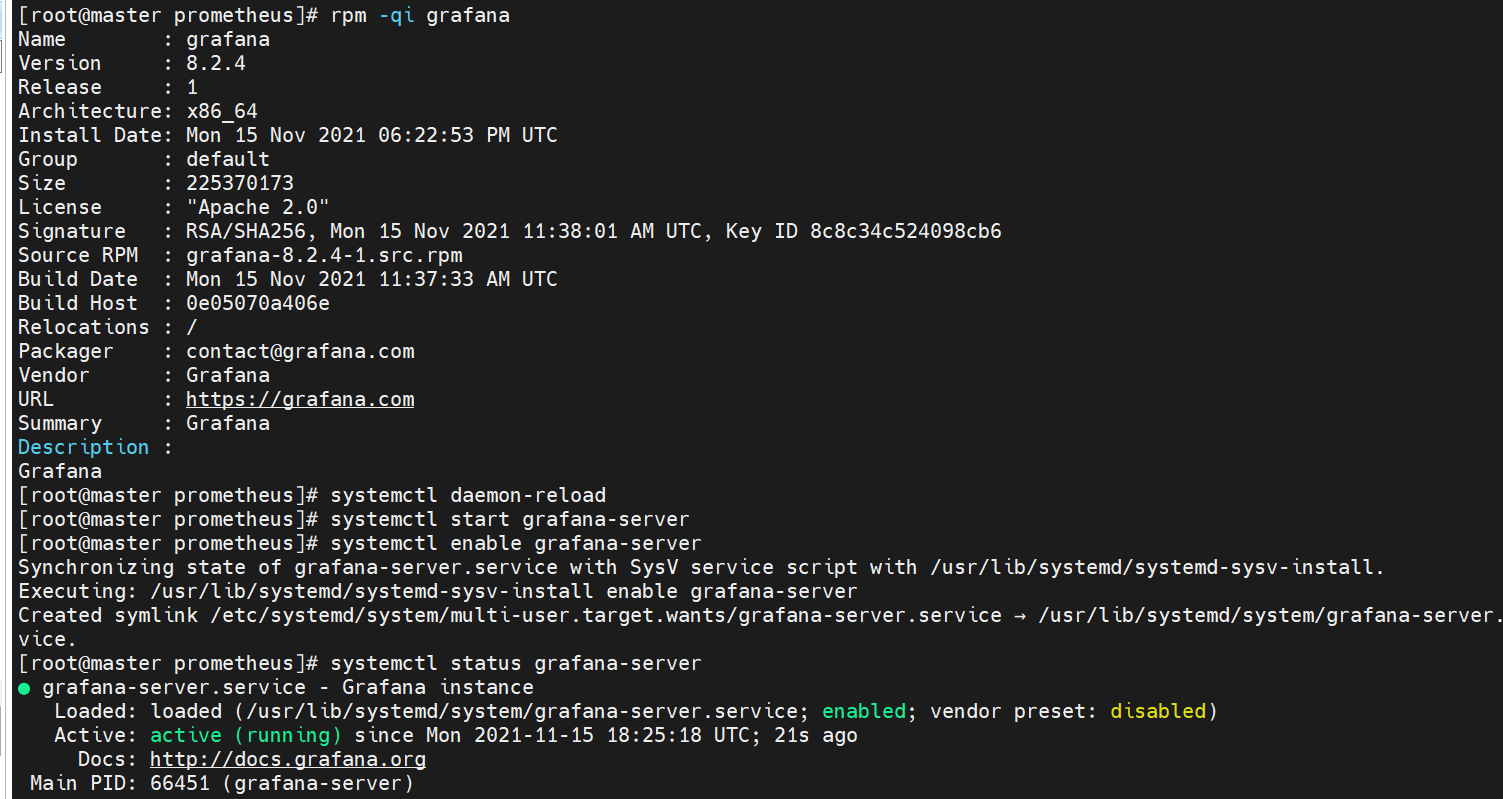 [root@master prometheus]# rpm -qi grafana
Name        : grafana
Version     : 8.2.4
Release     : 1
Architecture: x86_64
Install Date: Mon 15 Nov 2021 06:22:53 PM UTC
Group       : default
Size        : 225370173
License     : "Apache 2.0"
Signature   : RSA/SHA256, Mon 15 Nov 2021 11:38:01 AM UTC, Key ID 8c8c34c524098cb6
Source RPM  : grafana-8.2.4-1.src.rpm
Build Date  : Mon 15 Nov 2021 11:37:33 AM UTC
Build Host  : 0e05070a406e
Relocations : /
Packager    : contact@grafana.com
Vendor      : Grafana
URL         : https://grafana.com
Summary     : Grafana
Description :
Grafana
[root@master prometheus]# systemctl daemon-reload
[root@master prometheus]# systemctl start grafana-server
[root@master prometheus]# systemctl enable grafana-server
Synchronizing state of grafana-server.service with SysV service script with /usr/lib/systemd/systemd-sysv-install.
Executing: /usr/lib/systemd/systemd-sysv-install enable grafana-server
Created symlink /etc/systemd/system/multi-user.target.wants/grafana-server.service → /usr/lib/systemd/system/grafana-server.
vice.
[root@master prometheus]# systemctl status grafana-server
● grafana-server.service - Grafana instance
   Loaded: loaded (/usr/lib/systemd/system/grafana-server.service; enabled; vendor preset: disabled)
   Active: active (running) since Mon 2021-11-15 18:25:18 UTC; 21s ago
     Docs: http://docs.grafana.org
 Main PID: 66451 (grafana-server)